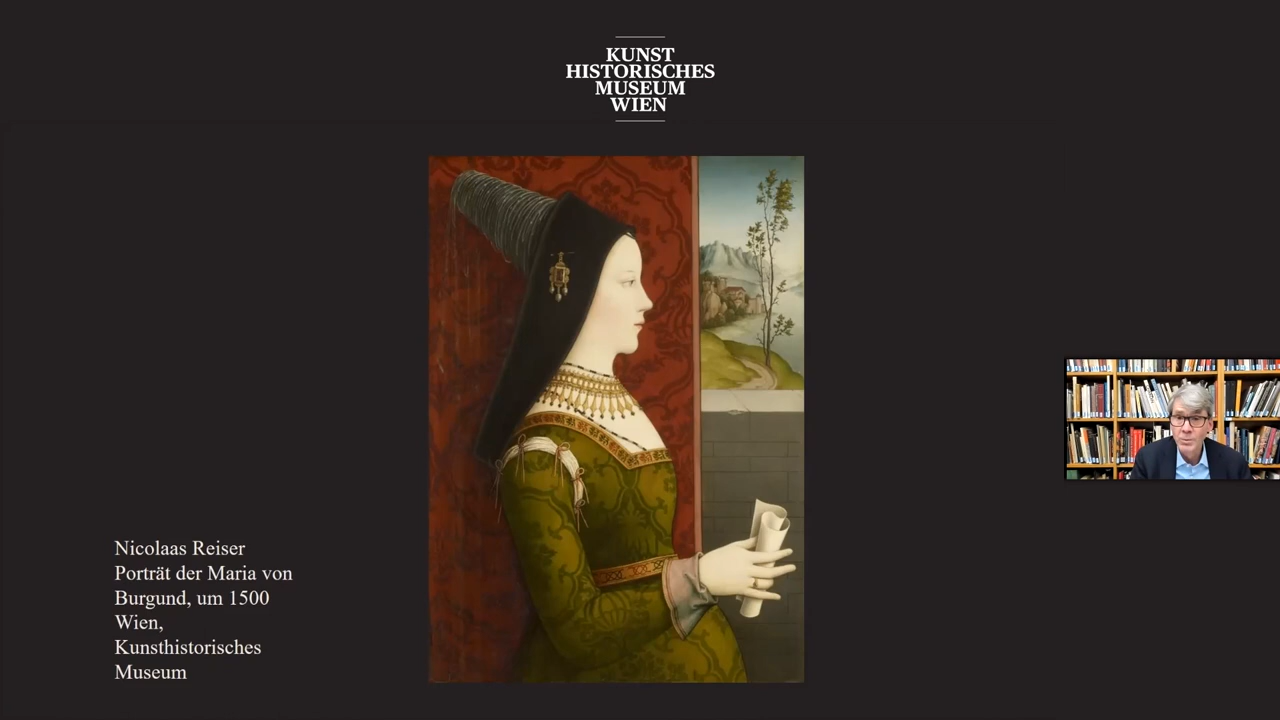 KUNST
HISTORISCHES
MUSEUM
WIEN
Nicolaas Reiser
Porträt der Maria von
Burgund, um 1500
Wien,
Kunsthistorisches
Museum